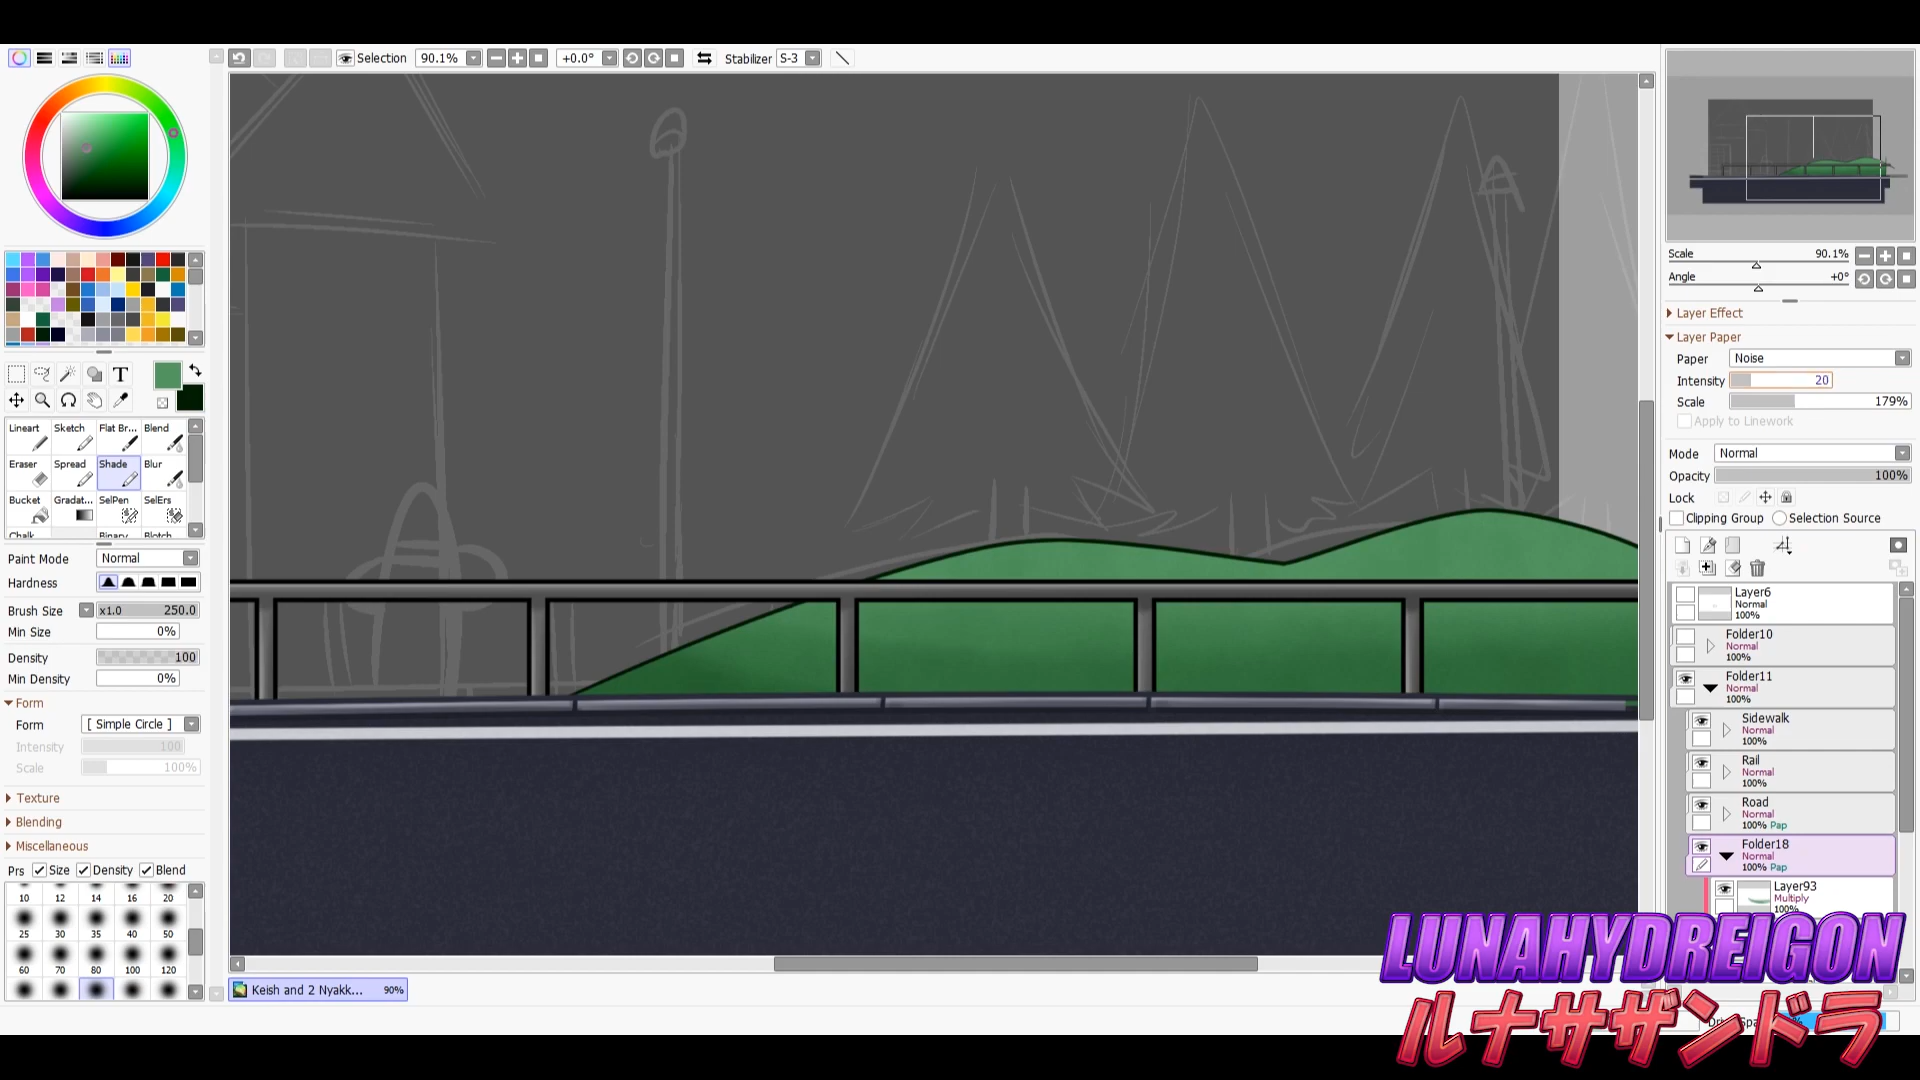 Selection 90.1% +0.0° Stabilizer S-3
T
Lineart Sketch Flat Br... Blend
Eraser Spread Shade Blur
Bucket Gradat... SelPen SelErs
Chalk Binary Blotch
Paint Mode Normal
Hardness
Brush Size x1.0 250.0
Min Size 0%
Density 100
Min Density 0%
Form
Form [ Simple Circle ]
Intensity 100
Scale 100%
Texture
Blending
Miscellaneous
Prs Size Density Blend
10 12 14 16 20
25 30 35 40 50
60 70 80 100 120
Keish and 2 Nyakk... 90%
Scale 90.1%
Angle +0°
Layer Effect
Layer Paper
Paper Noise
Intensity 20
Scale 179%
Apply to Linework
Mode Normal
Opacity 100%
Lock
Clipping Group Selection Source
Layer6
Normal
100%
Folder10
Normal
100%
Folder11
Normal
100%
Sidewalk
Normal
100%
Rail
Normal
100%
Road
Normal
100% Pap
Folder18
Normal
100% Pap
Layer93
Multiply
100%
LUNAHYDREIGON
ルナサザンドラ